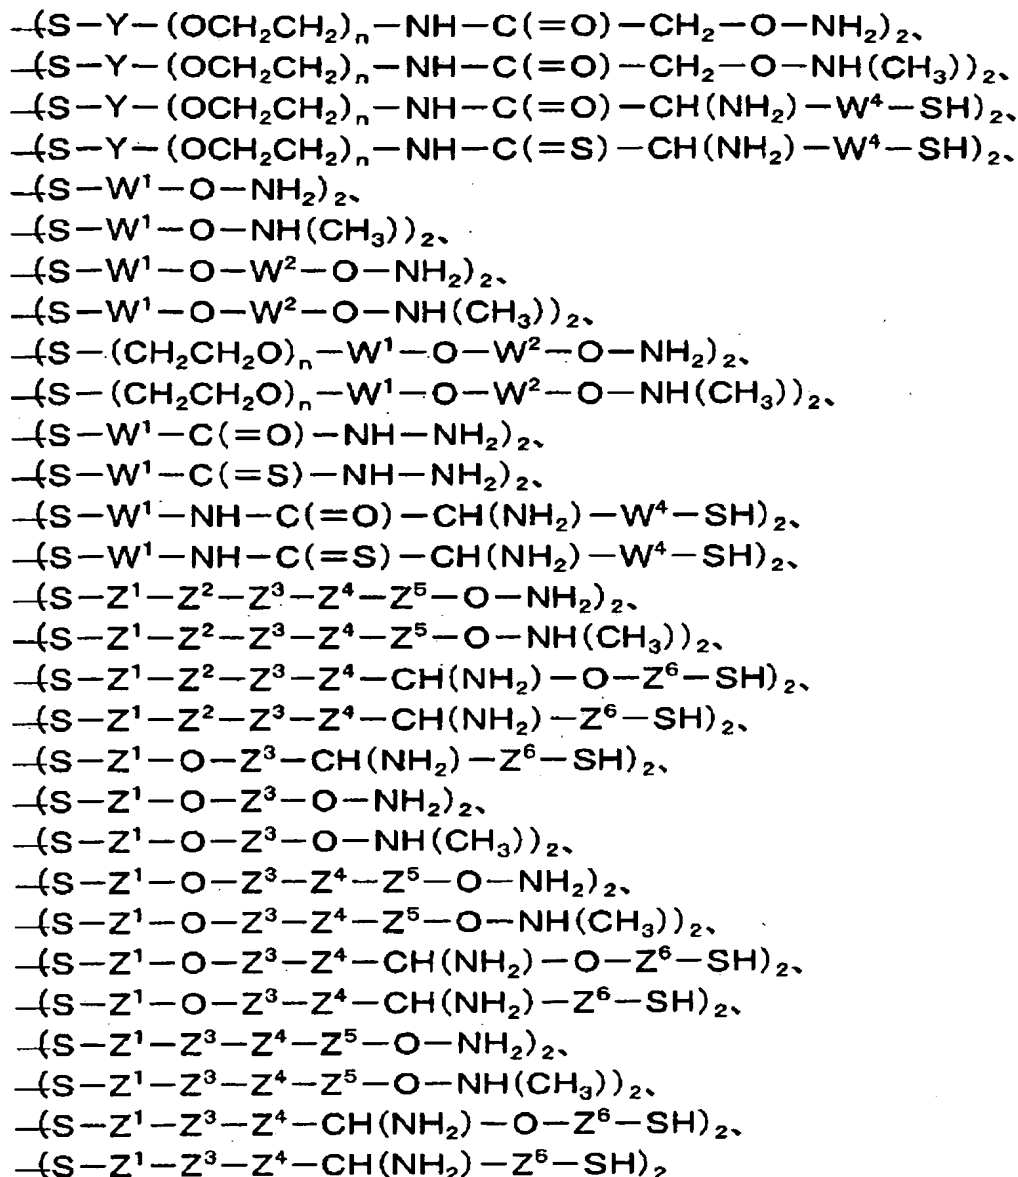 —(S—Y—(OCH₂CH₂)ₙ—NH—C(=O)—CH₂—O—NH₂)₂、
—(S—Y—(OCH₂CH₂)ₙ—NH—C(=O)—CH₂—O—NH(CH₃))₂、
—(S—Y—(OCH₂CH₂)ₙ—NH—C(=O)—CH(NH₂)—W⁴—SH)₂、
—(S—Y—(OCH₂CH₂)ₙ—NH—C(=S)—CH(NH₂)—W⁴—SH)₂、
—(S—W¹—O—NH₂)₂、
—(S—W¹—O—NH(CH₃))₂、
—(S—W¹—O—W²—O—NH₂)₂、
—(S—W¹—O—W²—O—NH(CH₃))₂、
—(S—(CH₂CH₂O)ₙ—W¹—O—W²—O—NH₂)₂、
—(S—(CH₂CH₂O)ₙ—W¹—O—W²—O—NH(CH₃))₂、
—(S—W¹—C(=O)—NH—NH₂)₂、
—(S—W¹—C(=S)—NH—NH₂)₂、
—(S—W¹—NH—C(=O)—CH(NH₂)—W⁴—SH)₂、
—(S—W¹—NH—C(=S)—CH(NH₂)—W⁴—SH)₂、
—(S—Z¹—Z²—Z³—Z⁴—Z⁵—O—NH₂)₂、
—(S—Z¹—Z²—Z³—Z⁴—Z⁵—O—NH(CH₃))₂、
—(S—Z¹—Z²—Z³—Z⁴—CH(NH₂)—O—Z⁶—SH)₂、
—(S—Z¹—Z²—Z³—Z⁴—CH(NH₂)—Z⁶—SH)₂、
—(S—Z¹—O—Z³—CH(NH₂)—Z⁶—SH)₂、
—(S—Z¹—O—Z³—O—NH₂)₂、
—(S—Z¹—O—Z³—O—NH(CH₃))₂、
—(S—Z¹—O—Z³—Z⁴—Z⁵—O—NH₂)₂、
—(S—Z¹—O—Z³—Z⁴—Z⁵—O—NH(CH₃))₂、
—(S—Z¹—O—Z³—Z⁴—CH(NH₂)—O—Z⁶—SH)₂、
—(S—Z¹—O—Z³—Z⁴—CH(NH₂)—Z⁶—SH)₂、
—(S—Z¹—Z³—Z⁴—Z⁵—O—NH₂)₂、
—(S—Z¹—Z³—Z⁴—Z⁵—O—NH(CH₃))₂、
—(S—Z¹—Z³—Z⁴—CH(NH₂)—O—Z⁶—SH)₂、
—(S—Z¹—Z³—Z⁴—CH(NH₂)—Z⁶—SH)₂